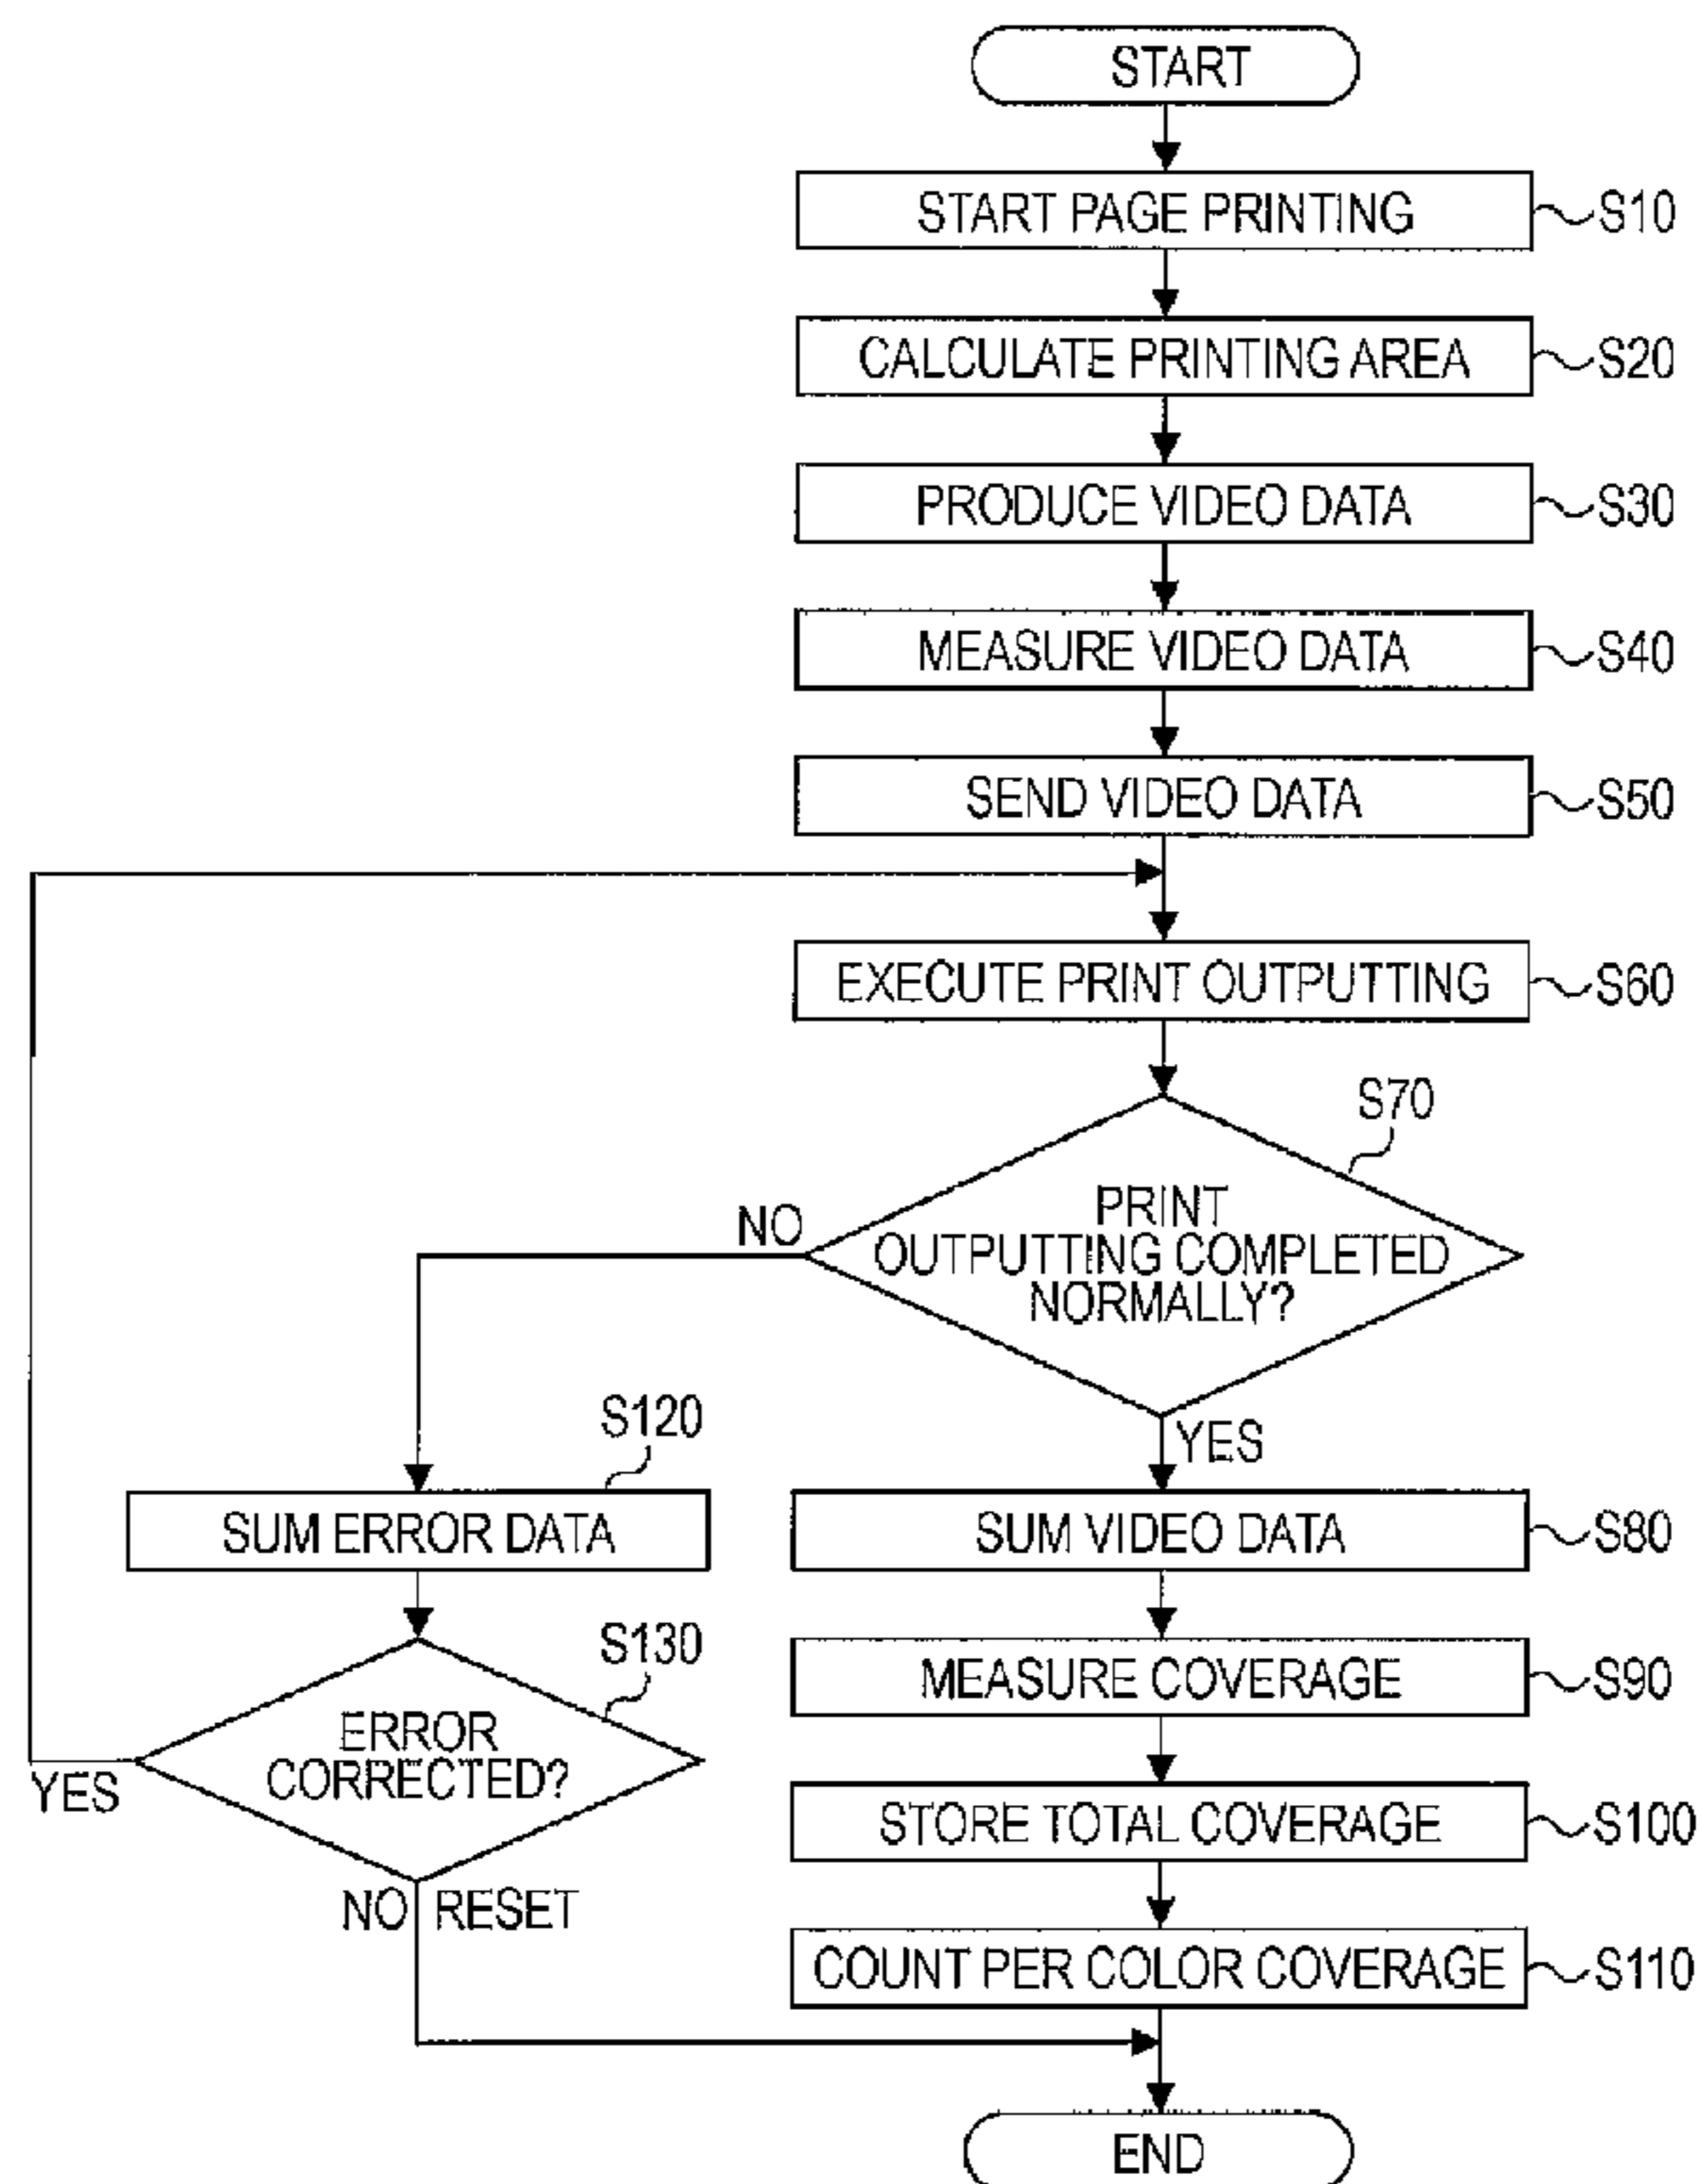 START
START PAGE PRINTING S10
CALCULATE PRINTING AREA S20
PRODUCE VIDEO DATA S30
MEASURE VIDEO DATA S40
SEND VIDEO DATA S50
EXECUTE PRINT OUTPUTTING S60
S70
PRINT
OUTPUTTING COMPLETED
NORMALLY?
NO
YES
S120
SUM ERROR DATA
SUM VIDEO DATA S80
S130
ERROR
CORRECTED?
YES
NO RESET
MEASURE COVERAGE S90
STORE TOTAL COVERAGE S100
COUNT PER COLOR COVERAGE S110
END